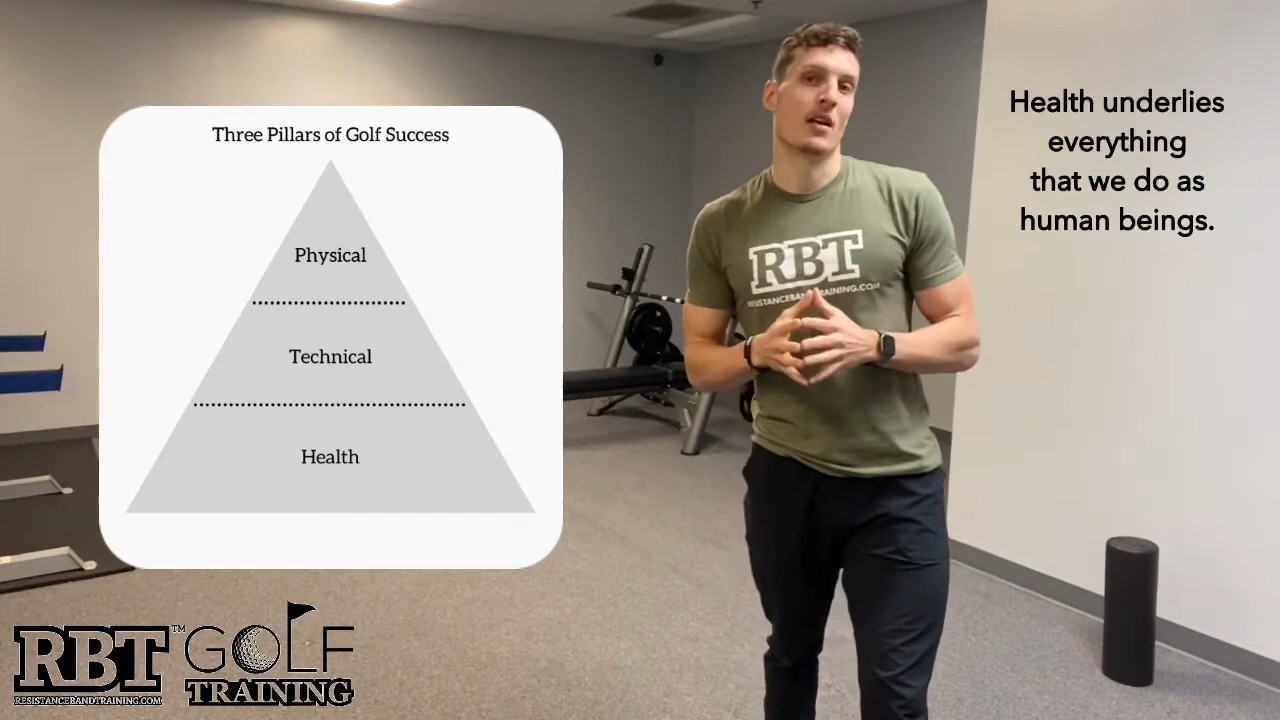 Three Pillars of Golf Success
Physical
Technical
Health
Health underlies
everything
that we do as
human beings.
RBT
RESISTANCEBANDTRAINING.COM
RBT™
RESISTANCEBANDTRAINING.COM
GOLF
TRAINING